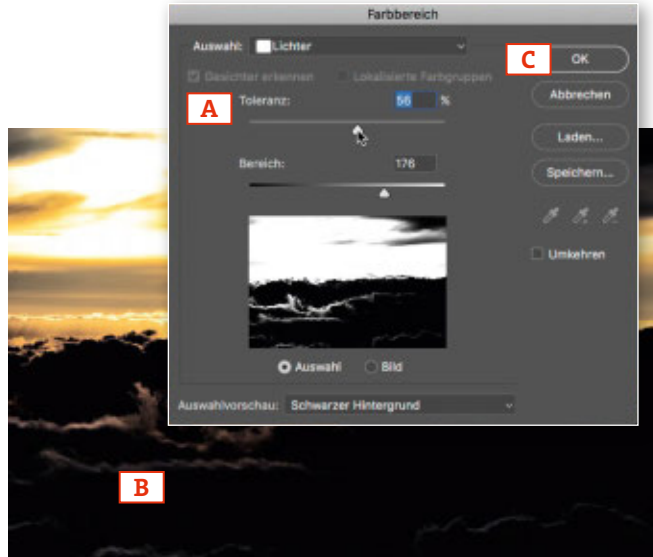 Farbbereich
Auswahl: Lichter
C OK
Gesichter erkennen Lokalisierte Farbgruppen
A Toleranz: 56 %
Abbrechen
Laden...
Bereich: 176
Speichern...
Umkehren
Auswahl Bild
Auswahlvorschau: Schwarzer Hintergrund
B